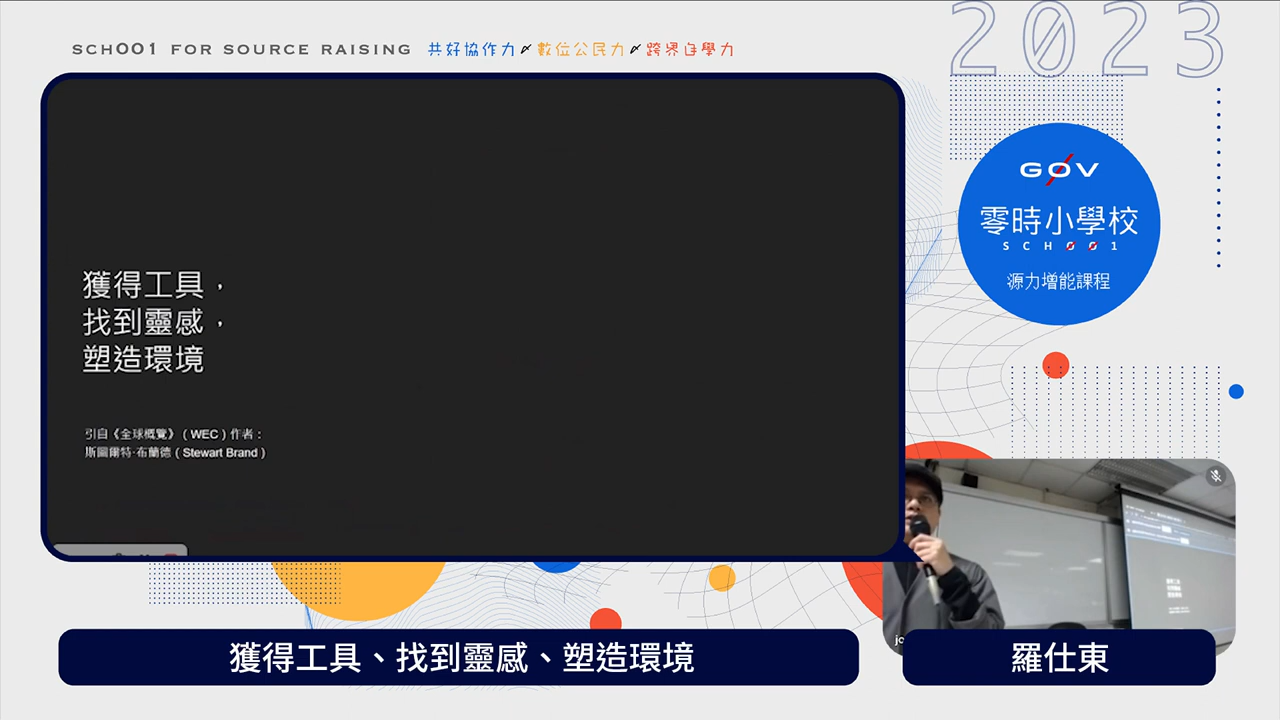 SCHOO1 FOR SOURCE RAISING 共好協作力 數位公民力 跨界自學力
2023
GOV
零時小學校
SCHOO1
源力增能課程
獲得工具，
找到靈感，
塑造環境
引自《全球概覽》（WEC）作者：
斯圖爾特·布蘭德（Stewart Brand）
獲得工具、找到靈感、塑造環境
羅仕東